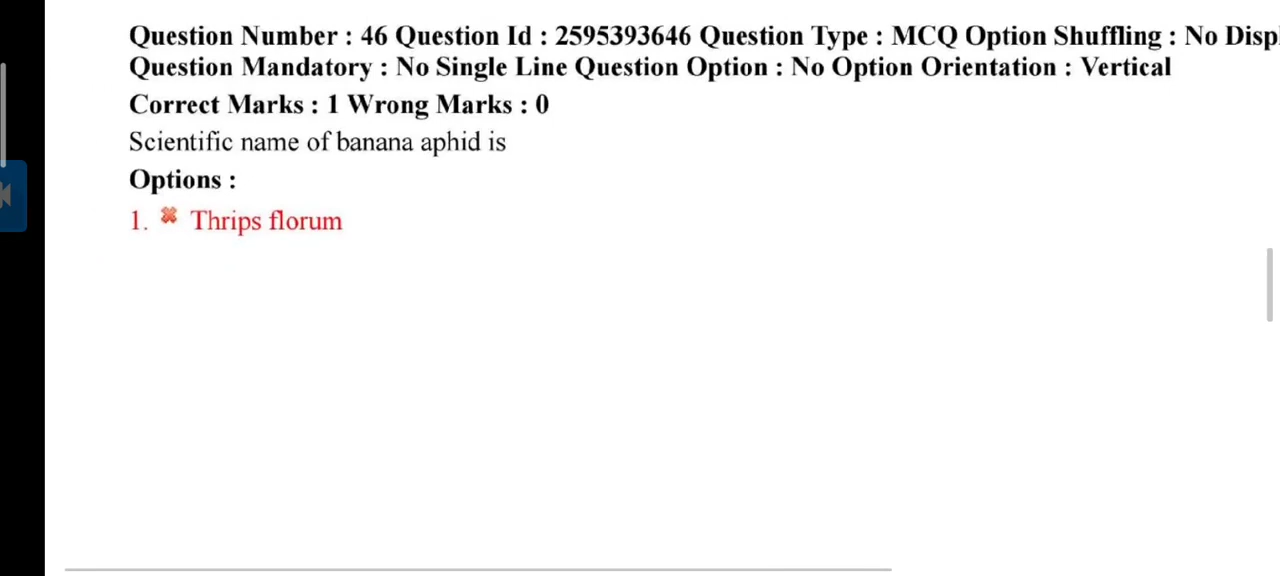 Question Number : 46 Question Id : 2595393646 Question Type : MCQ Option Shuffling : No
Question Mandatory : No Single Line Question Option : No Option Orientation : Vertical
Correct Marks : 1 Wrong Marks : 0
Scientific name of banana aphid is
Options :
1. Thrips florum